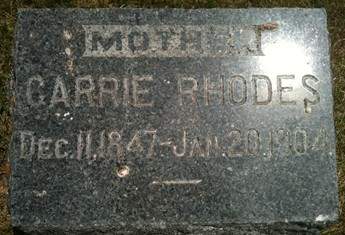 MOTHER
CARRIE RHODES
DEC. 11, 1847-JAN. 20, 1904